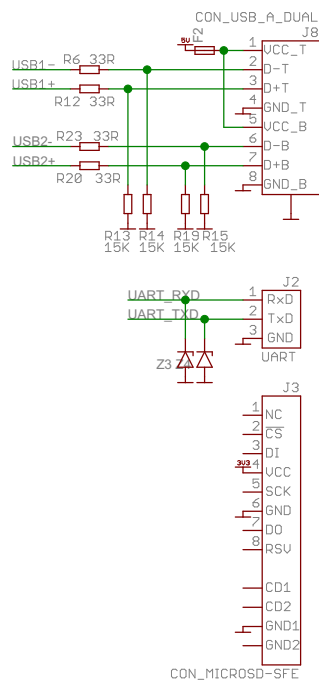 CON_USB_A_DUAL
J8
5V
F2
1 VCC_T
USB1- R6 33R 2 D-T
USB1+ R12 33R 3 D+T
4 GND_T
5 VCC_B
USB2- R23 33R 6 D-B
USB2+ R20 33R 7 D+B
8 GND_B
R13 R14 R19 R15
15K 15K 15K 15K
J2
UART_RXD 1 RxD
UART_TXD 2 TxD
3 GND
UART
Z3
J3
1 NC
2 CS
3 DI
3V3 4 VCC
5 SCK
6 GND
7 DO
8 RSV
CD1
CD2
GND1
GND2
CON_MICROSD-SFE